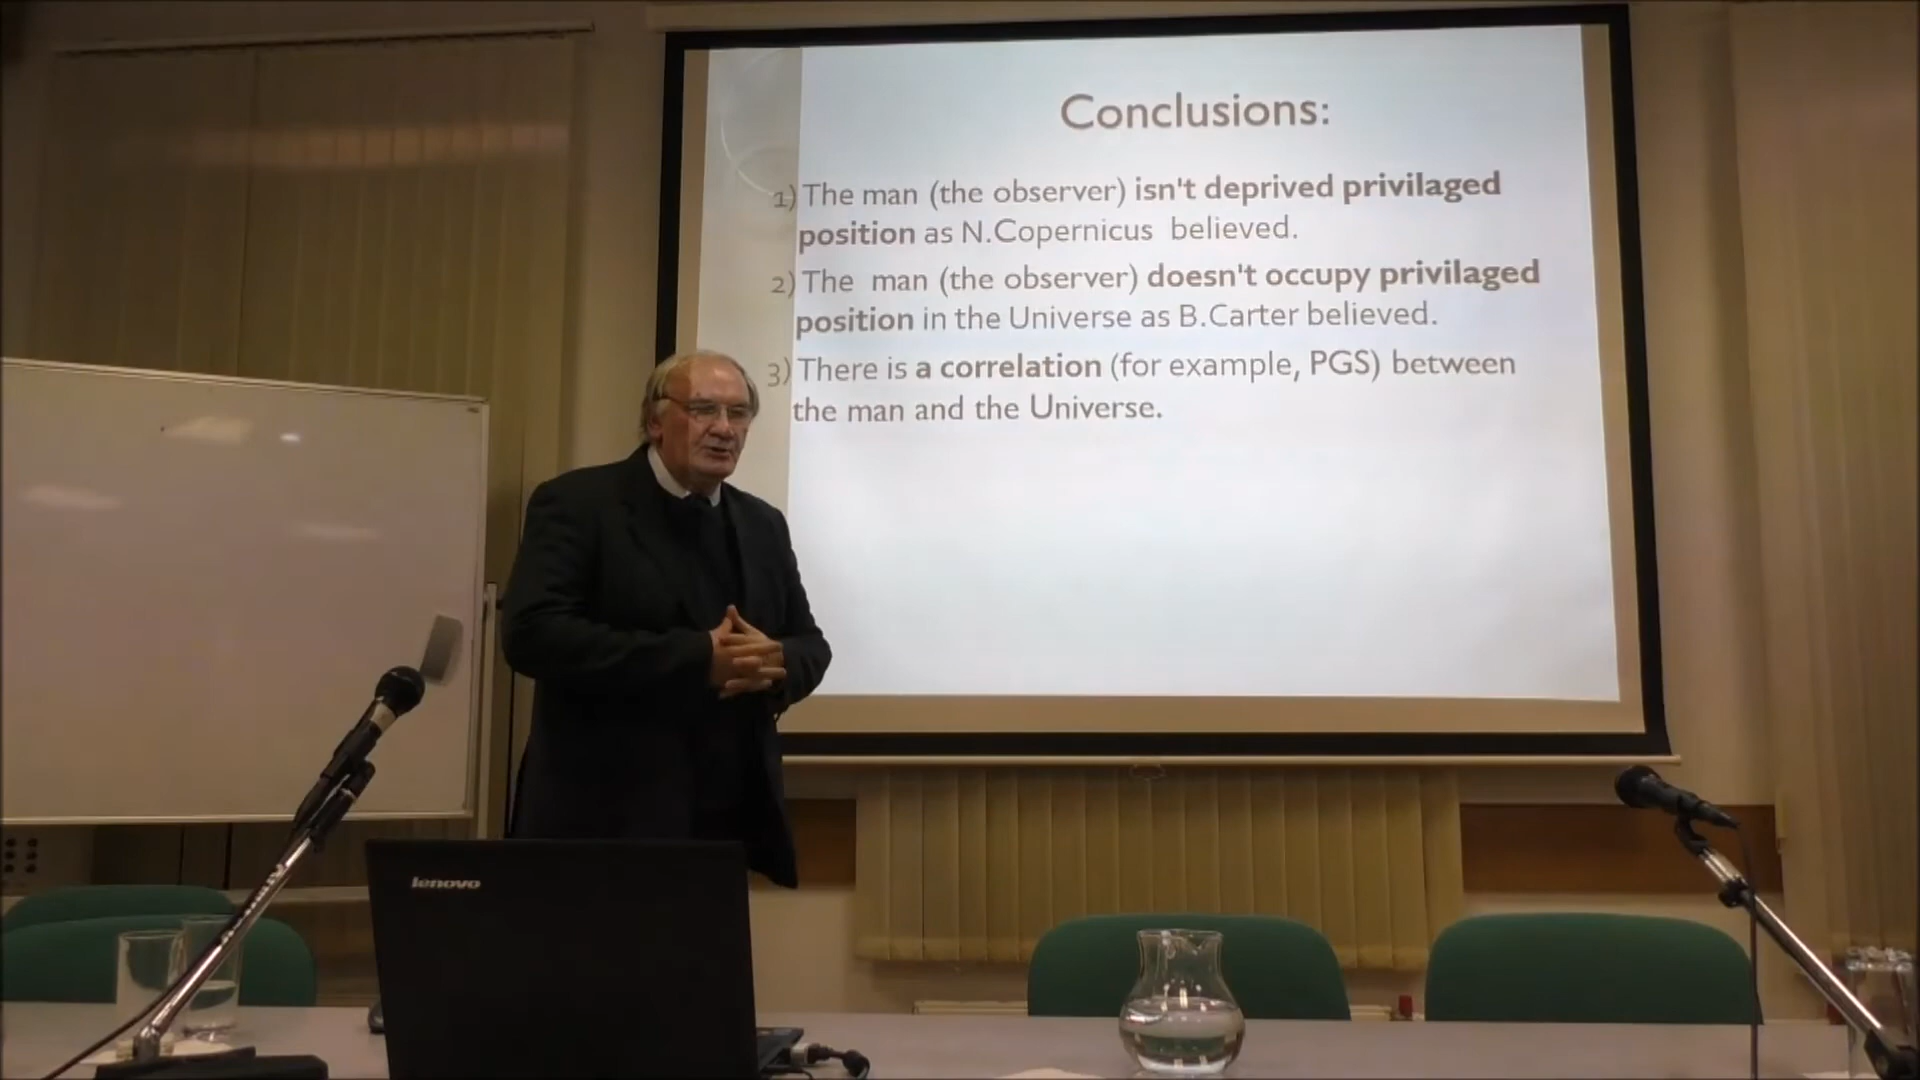 Conclusions:
1) The man (the observer) isn't deprived privilaged
position as N.Copernicus believed.
2) The man (the observer) doesn't occupy privilaged
position in the Universe as B.Carter believed.
3) There is a correlation (for example, PGS) between
the man and the Universe.
lenovo